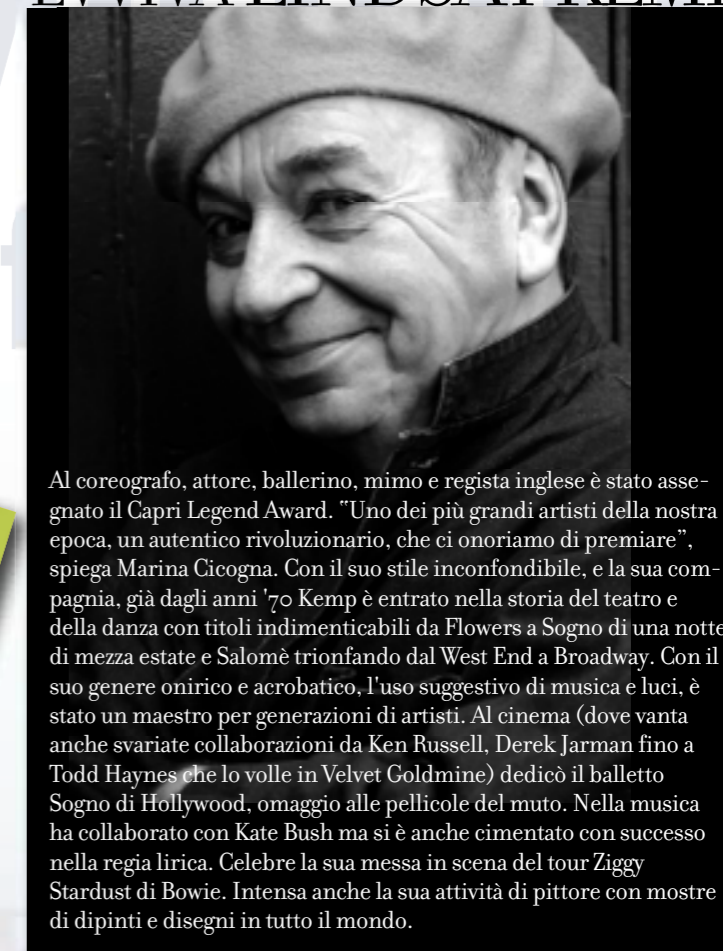 EVVIVA LINDSAY KEMP
Al coreografo, attore, ballerino, mimo e regista inglese è stato asse-
gnato il Capri Legend Award. "Uno dei più grandi artisti della nostra
epoca, un autentico rivoluzionario, che ci onoriamo di premiare”,
spiega Marina Cicogna. Con il suo stile inconfondibile, e la sua com-
pagnia, già dagli anni '70 Kemp è entrato nella storia del teatro e
della danza con titoli indimenticabili da Flowers a Sogno di una notte
di mezza estate e Salomè trionfando dal West End a Broadway. Con il
suo genere onirico e acrobatico, l'uso suggestivo di musica e luci, è
stato un maestro per generazioni di artisti. Al cinema (dove vanta
anche svariate collaborazioni da Ken Russell, Derek Jarman fino a
Todd Haynes che lo volle in Velvet Goldmine) dedicò il balletto
Sogno di Hollywood, omaggio alle pellicole del muto. Nella musica
ha collaborato con Kate Bush ma si è anche cimentato con successo
nella regia lirica. Celebre la sua messa in scena del tour Ziggy
Stardust di Bowie. Intensa anche la sua attività di pittore con mostre
di dipinti e disegni in tutto il mondo.